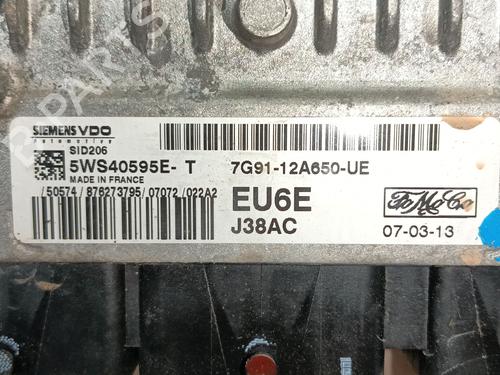 B-PARTS
SIEMENS VDO
automotive
SID206
5WS40595E- T
7G91-12A650-UE
MADE IN FRANCE
/50574 / 876273795/07072 /022A2
EU6E
J38AC
FoMoCo
07-03-13